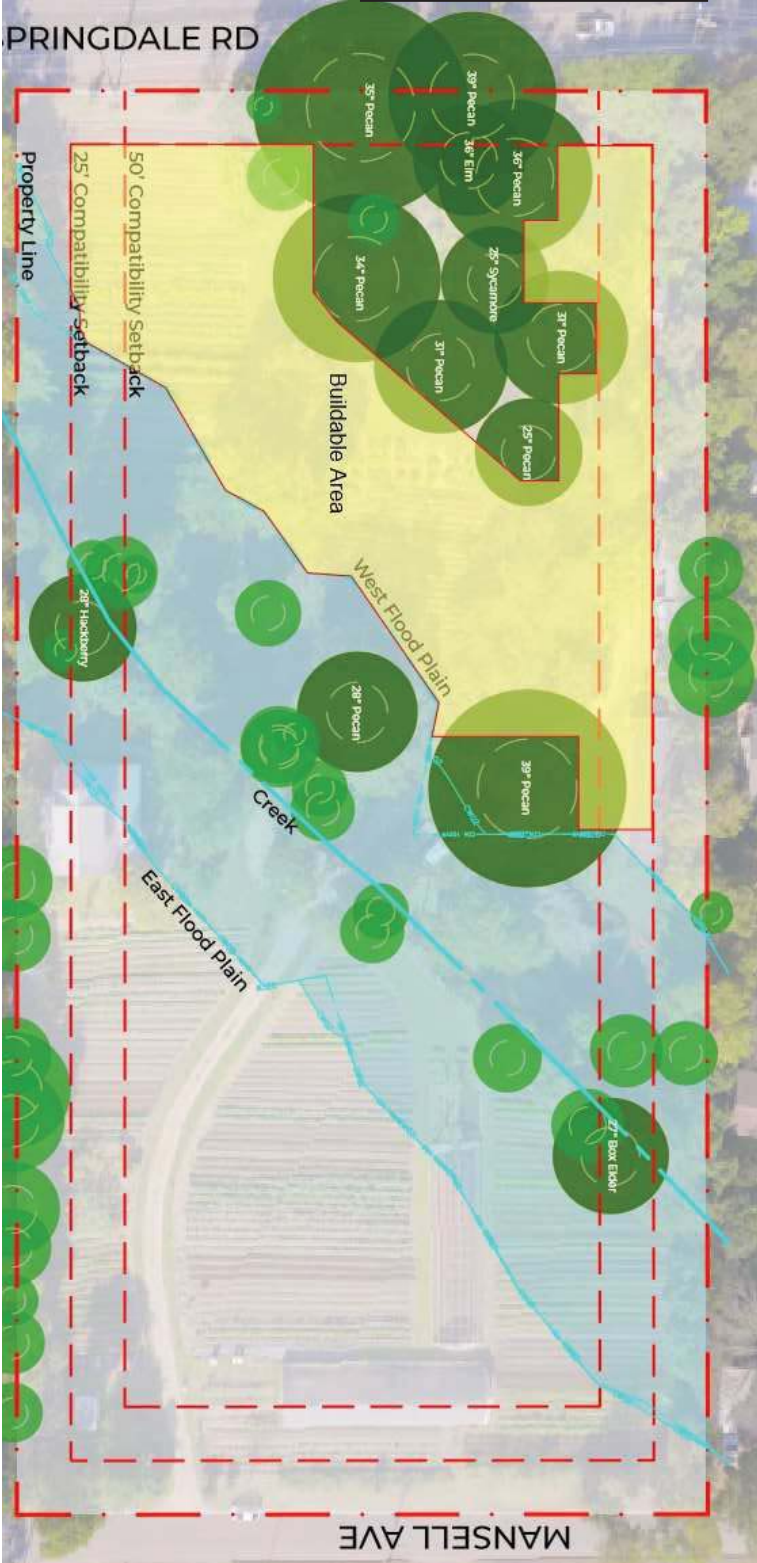 SPRINGDALE RD
35" Pecan
39" Pecan
36" Elm
36" Pecan
Property Line
25' Compatibility Setback
50' Compatibility Setback
34" Pecan
25" Sycamore
31" Pecan
31" Pecan
25" Pecan
Buildable Area
West Flood Plain
28" Hackberry
28" Pecan
39" Pecan
Creek
East Flood Plain
27" Box Elder
MANSELL AVE